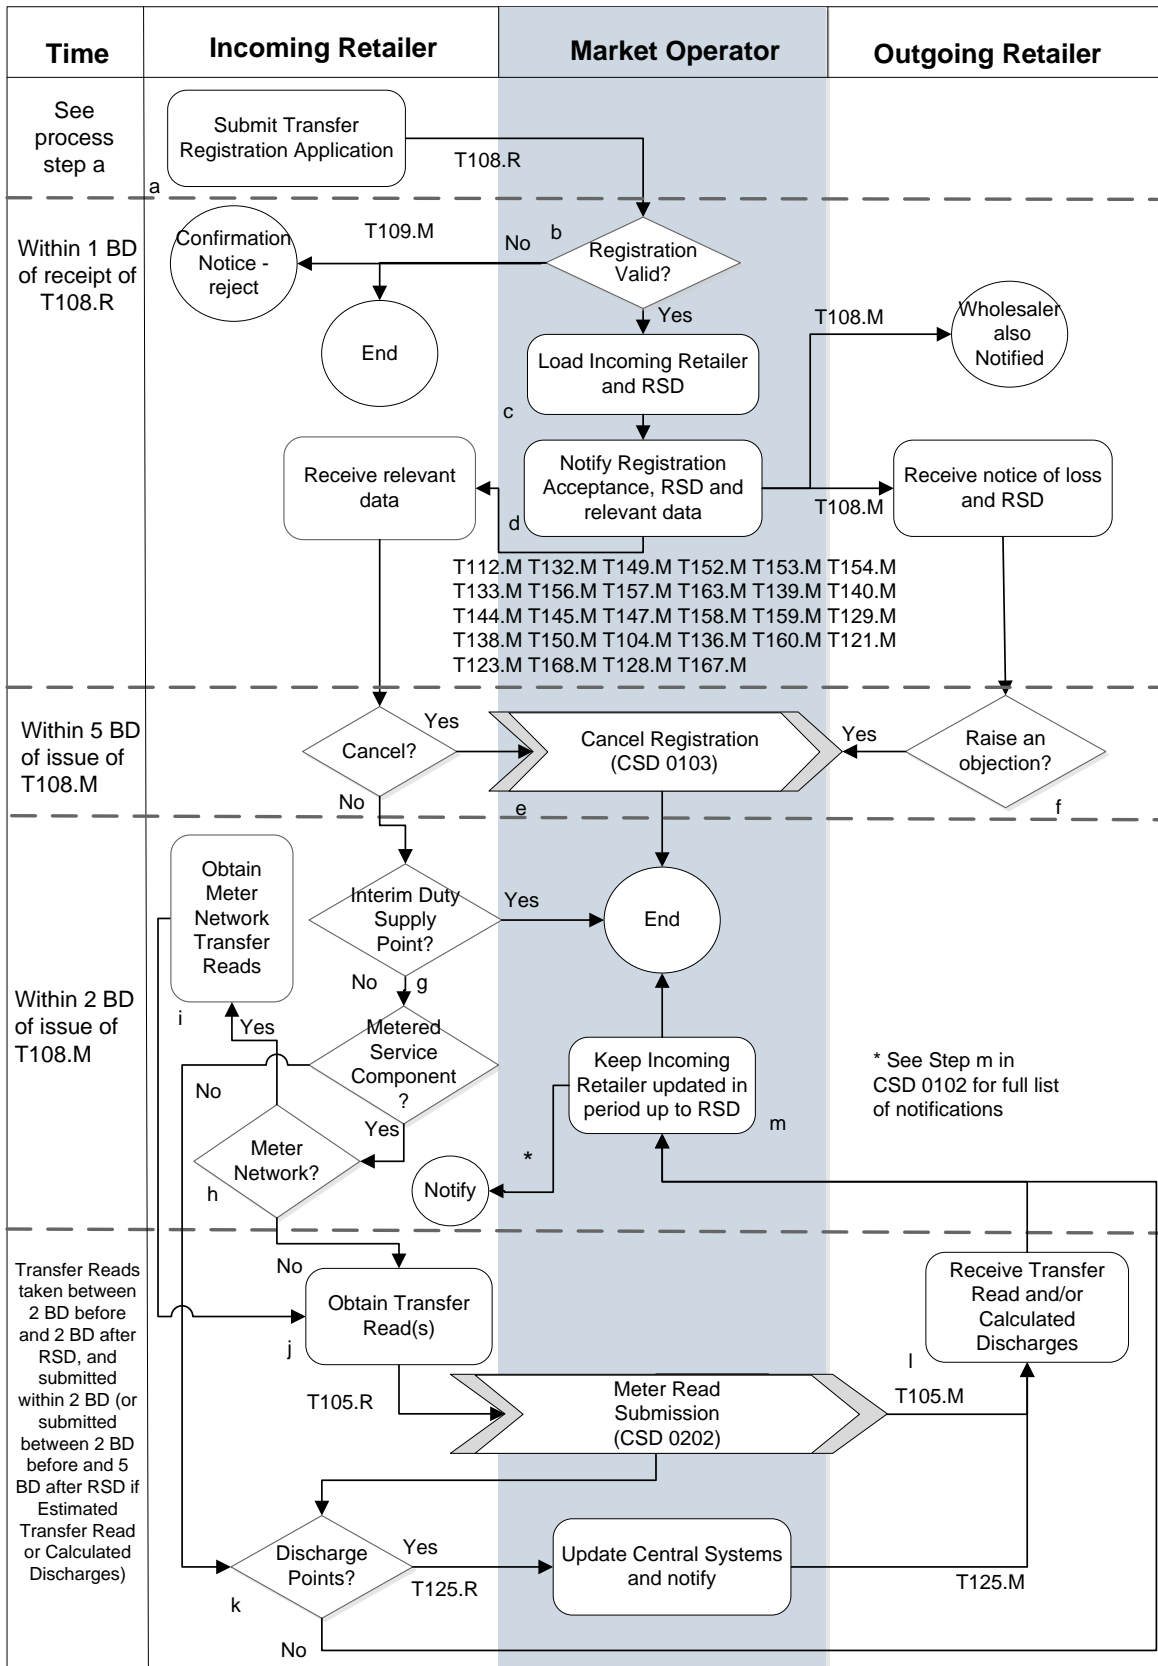 Time
Incoming Retailer
Market Operator
Outgoing Retailer
See
process
step a
Submit Transfer
Registration Application
T108.R
a
Within 1 BD
of receipt of
T108.R
Confirmation
Notice -
reject
T109.M
No
b
Registration
Valid?
Yes
End
Load Incoming Retailer
and RSD
c
T108.M
Wholesaler
also
Notified
Receive relevant
data
Notify Registration
Acceptance, RSD and
relevant data
d
T108.M
Receive notice of loss
and RSD
T112.M T132.M T149.M T152.M T153.M T154.M
T133.M T156.M T157.M T163.M T139.M T140.M
T144.M T145.M T147.M T158.M T159.M T129.M
T138.M T150.M T104.M T136.M T160.M T121.M
T123.M T168.M T128.M T167.M
Within 5 BD
of issue of
T108.M
Cancel?
Yes
Cancel Registration
(CSD 0103)
Yes
Raise an
objection?
No
e
f
Within 2 BD
of issue of
T108.M
Obtain
Meter
Network
Transfer
Reads
i
Interim Duty
Supply
Point?
Yes
End
No
g
Yes
Metered
Service
Component
?
No
Yes
Meter
Network?
h
Keep Incoming
Retailer updated in
period up to RSD
m
*
Notify
* See Step m in
CSD 0102 for full list
of notifications
Transfer Reads
taken between
2 BD before
and 2 BD after
RSD, and
submitted
within 2 BD (or
submitted
between 2 BD
before and 5
BD after RSD if
Estimated
Transfer Read
or Calculated
Discharges)
No
Obtain Transfer
Read(s)
j
T105.R
Meter Read
Submission
(CSD 0202)
T105.M
Receive Transfer
Read and/or
Calculated
Discharges
l
Discharge
Points?
k
Yes
T125.R
Update Central Systems
and notify
T125.M
No